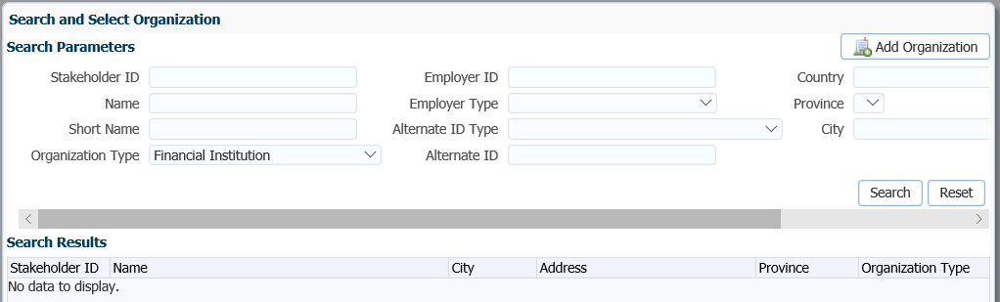 Search and Select Organization
Search Parameters
Add Organization
Stakeholder ID
Employer ID
Country
Name
Employer Type
Province
Short Name
Alternate ID Type
City
Organization Type Financial Institution
Alternate ID
Search Reset
Search Results
Stakeholder ID Name City Address Province Organization Type
No data to display.